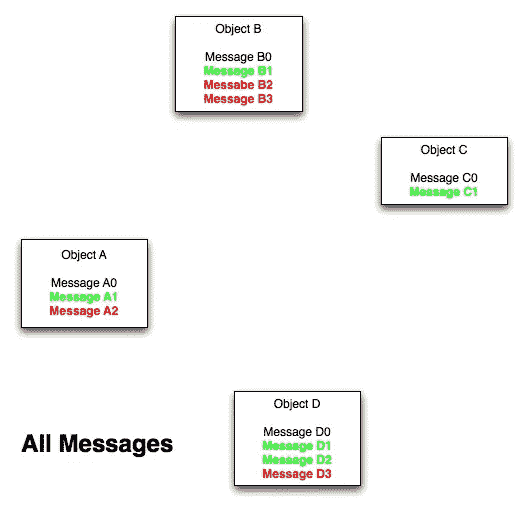 Object B
Message B0
Message B1
Messabe B2
Message B3
Object C
Message C0
Message C1
Object A
Message A0
Message A1
Message A2
Object D
Message D0
Message D1
Message D2
Message D3
All Messages